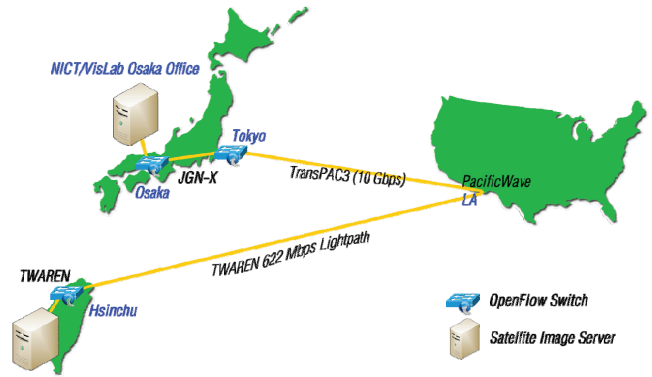 NICT/VisLab Osaka Office
Tokyo
Osaka
JGN-X
TransPAC3 (10 Gbps)
PacificWave
LA
TWAREN 622 Mbps Lightpath
TWAREN
Hsinchu
OpenFlow Switch
Satellite Image Server